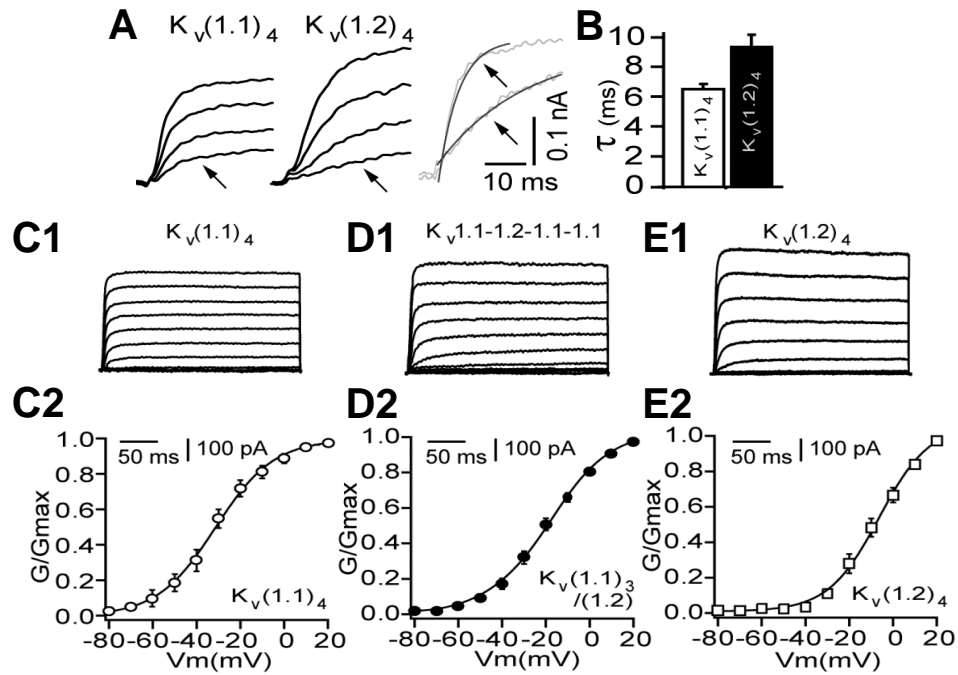 A
Kv(1.1)4
Kv(1.2)4
0.1 nA
10 ms
B
10
8
6
4
2
0
τ (ms)
Kv(1.1)4
Kv(1.2)4
C1
Kv(1.1)4
D1
Kv1.1-1.2-1.1-1.1
E1
Kv(1.2)4
C2
1.0
0.8
0.6
0.4
0.2
0.0
G/Gmax
50 ms
100 pA
Kv(1.1)4
-80
-60
-40
-20
0
20
Vm(mV)
D2
1.0
0.8
0.6
0.4
0.2
0.0
G/Gmax
50 ms
100 pA
Kv(1.1)3
/(1.2)
-80
-60
-40
-20
0
20
Vm(mV)
E2
1.0
0.8
0.6
0.4
0.2
0.0
G/Gmax
50 ms
100 pA
Kv(1.2)4
-80
-60
-40
-20
0
20
Vm(mV)